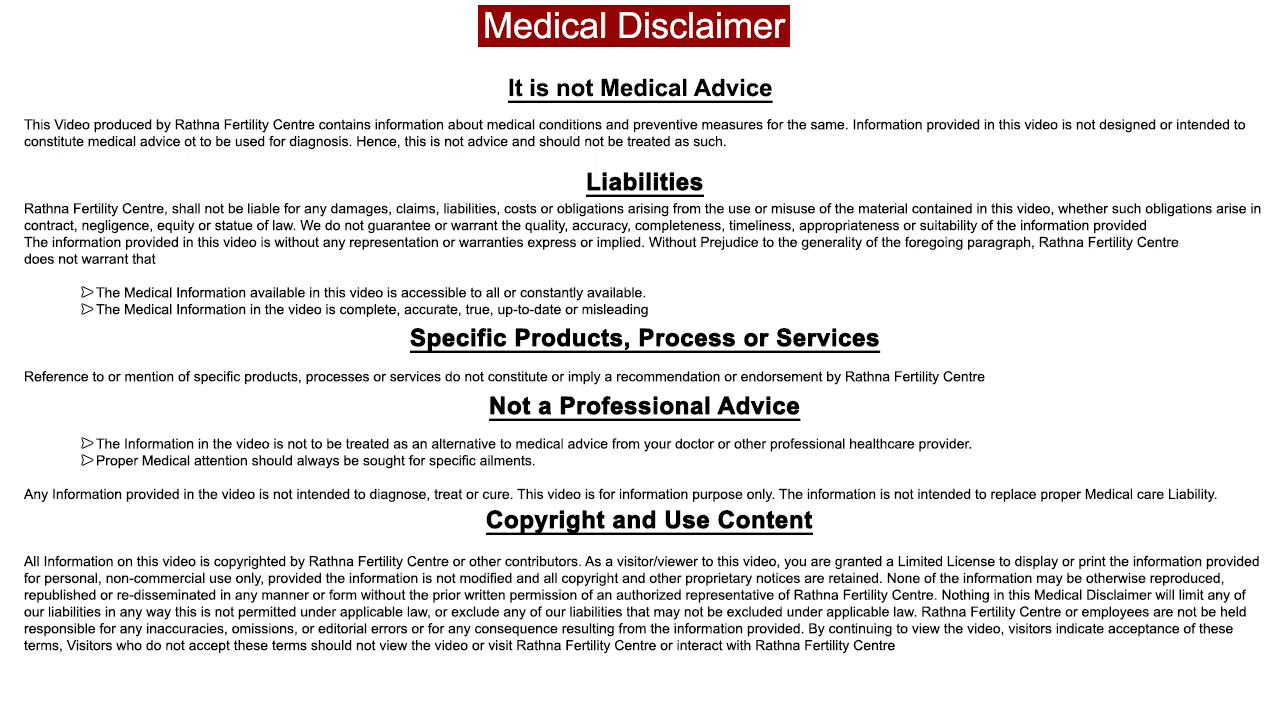 Medical Disclaimer
It is not Medical Advice
This Video produced by Rathna Fertility Centre contains information about medical conditions and preventive measures for the same. Information provided in this video is not designed or intended to
constitute medical advice ot to be used for diagnosis. Hence, this is not advice and should not be treated as such.
Liabilities
Rathna Fertility Centre, shall not be liable for any damages, claims, liabilities, costs or obligations arising from the use or misuse of the material contained in this video, whether such obligations arise in
contract, negligence, equity or statue of law. We do not guarantee or warrant the quality, accuracy, completeness, timeliness, appropriateness or suitability of the information provided
The information provided in this video is without any representation or warranties express or implied. Without Prejudice to the generality of the foregoing paragraph, Rathna Fertility Centre
does not warrant that
➢The Medical Information available in this video is accessible to all or constantly available.
➢The Medical Information in the video is complete, accurate, true, up-to-date or misleading
Specific Products, Process or Services
Reference to or mention of specific products, processes or services do not constitute or imply a recommendation or endorsement by Rathna Fertility Centre
Not a Professional Advice
➢The Information in the video is not to be treated as an alternative to medical advice from your doctor or other professional healthcare provider.
➢Proper Medical attention should always be sought for specific ailments.
Any Information provided in the video is not intended to diagnose, treat or cure. This video is for information purpose only. The information is not intended to replace proper Medical care Liability.
Copyright and Use Content
All Information on this video is copyrighted by Rathna Fertility Centre or other contributors. As a visitor/viewer to this video, you are granted a Limited License to display or print the information provided
for personal, non-commercial use only, provided the information is not modified and all copyright and other proprietary notices are retained. None of the information may be otherwise reproduced,
republished or re-disseminated in any manner or form without the prior written permission of an authorized representative of Rathna Fertility Centre. Nothing in this Medical Disclaimer will limit any of
our liabilities in any way this is not permitted under applicable law, or exclude any of our liabilities that may not be excluded under applicable law. Rathna Fertility Centre or employees are not be held
responsible for any inaccuracies, omissions, or editorial errors or for any consequence resulting from the information provided. By continuing to view the video, visitors indicate acceptance of these
terms, Visitors who do not accept these terms should not view the video or visit Rathna Fertility Centre or interact with Rathna Fertility Centre